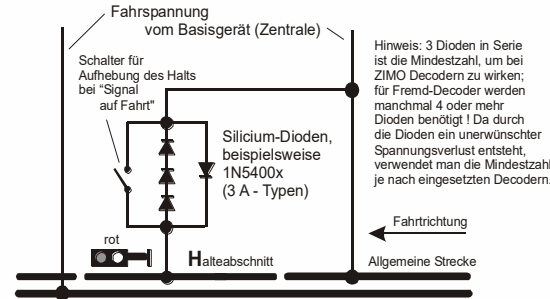 Fahrspannung
vom Basisgerät (Zentrale)
Schalter für
Aufhebung des Halts
bei "Signal
auf Fahrt"
Hinweis: 3 Dioden in Serie
ist die Mindestzahl, um bei
ZIMO Decodern zu wirken;
für Fremd-Decoder werden
manchmal 4 oder mehr
Dioden benötigt ! Da durch
die Dioden ein unerwünschter
Spannungsverlust entsteht,
verwendet man die Mindestzahl
je nach eingesetzten Decodern.
Silicium-Dioden,
beispielsweise
1N5400x
(3 A - Typen)
Fahrtrichtung
rot
Halteabschnitt
Allgemeine Strecke